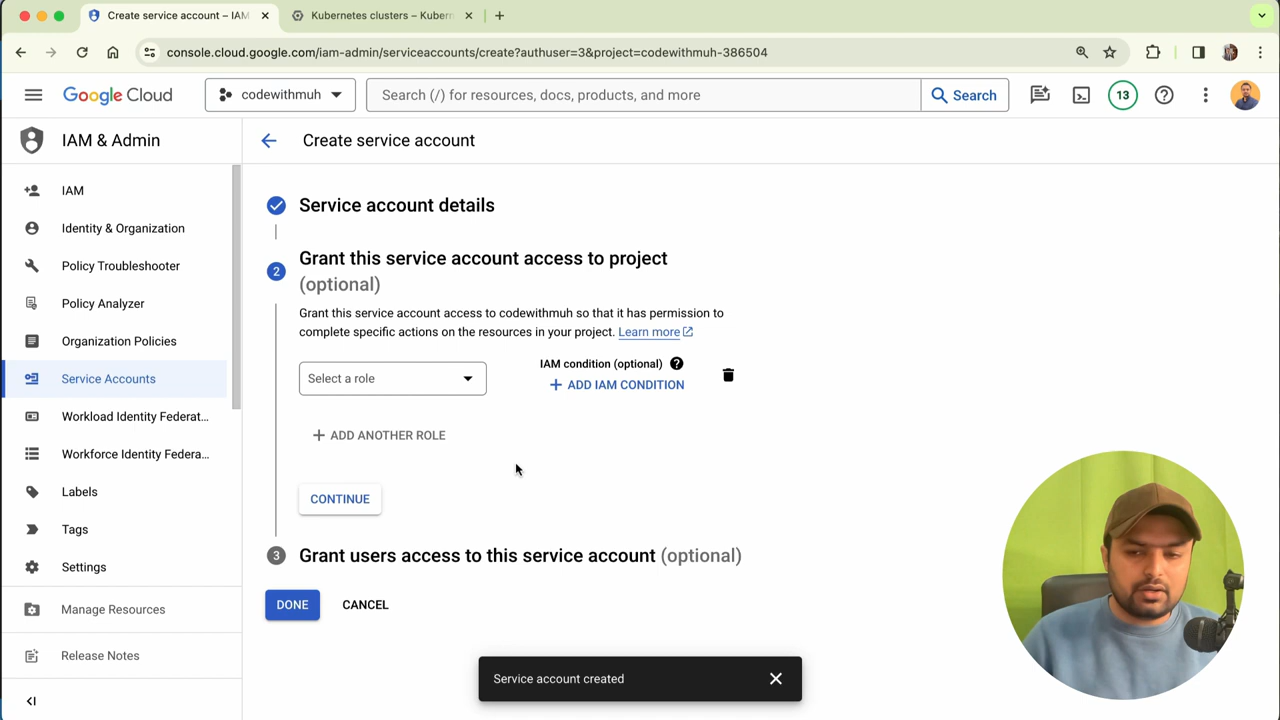 Create service account – IAM
Kubernetes clusters – Kubern
console.cloud.google.com/iam-admin/serviceaccounts/create?authuser=3&project=codewithmuh-386504
Google Cloud
codewithmuh
Search (/) for resources, docs, products, and more
Search
13
IAM & Admin
Create service account
IAM
Identity & Organization
Policy Troubleshooter
Policy Analyzer
Organization Policies
Service Accounts
Workload Identity Federat...
Workforce Identity Federa...
Labels
Tags
Settings
Manage Resources
Release Notes
Service account details
2
Grant this service account access to project
(optional)
Grant this service account access to codewithmuh so that it has permission to
complete specific actions on the resources in your project. Learn more
Select a role
IAM condition (optional)
+ ADD IAM CONDITION
+ ADD ANOTHER ROLE
CONTINUE
3 Grant users access to this service account (optional)
DONE
CANCEL
Service account created